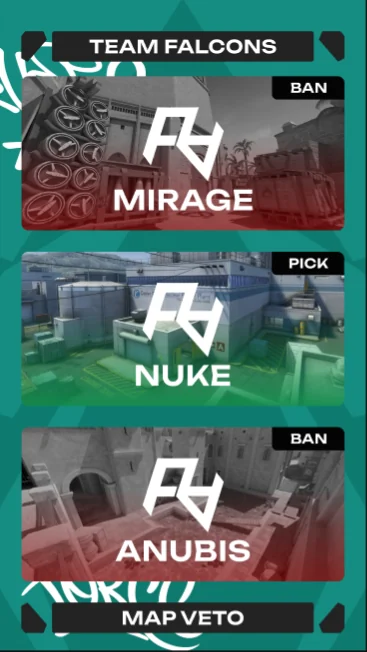 TEAM FALCONS
BAN
MIRAGE
PICK
NUKE
BAN
ANUBIS
MAP VETO